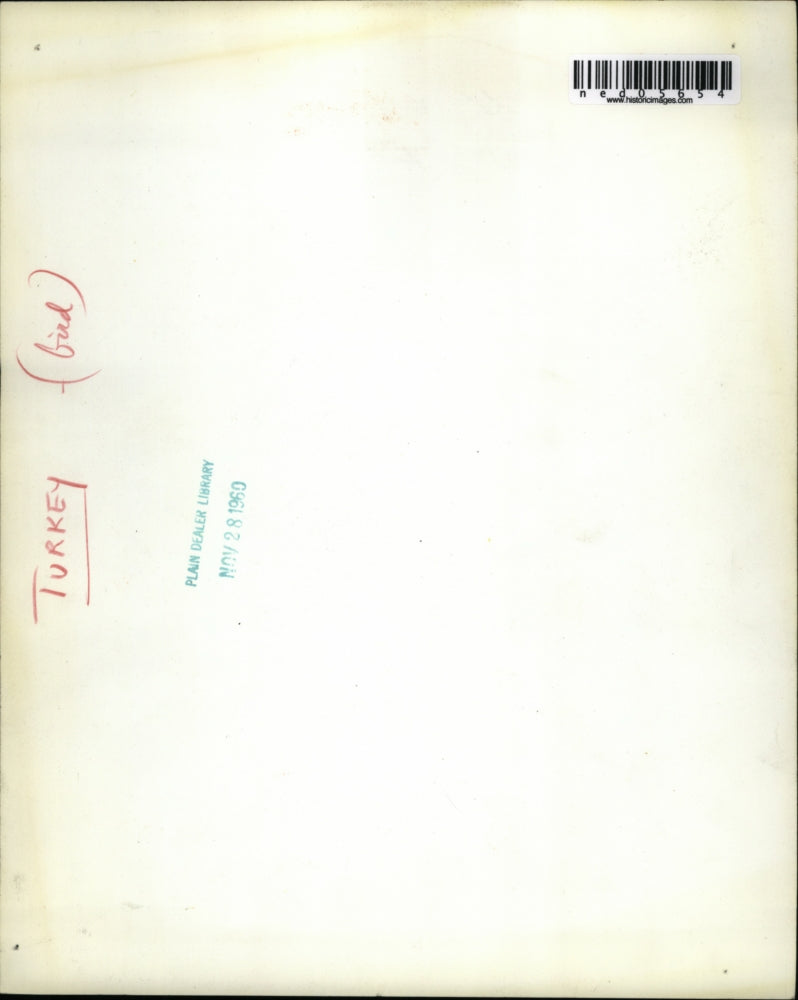 ned05654
www.historicimages.com
TURKEY (bird)
PLAIN DEALER LIBRARY
NOV 28 1960